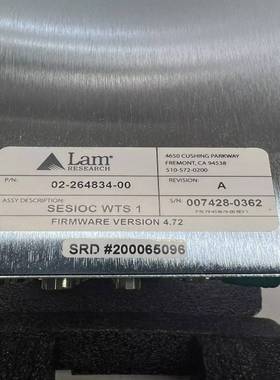 Lam
RESEARCH
4650 CUSHING PARKWAY
FREMONT, CA 94538
510-572-0200
P/N:
02-264834-00
REVISION:
A
ASSY DESCRIPTION:
SESIOC WTS 1
S/N:
007428-0362
FIRMWARE VERSION 4.72
SRD #200065096